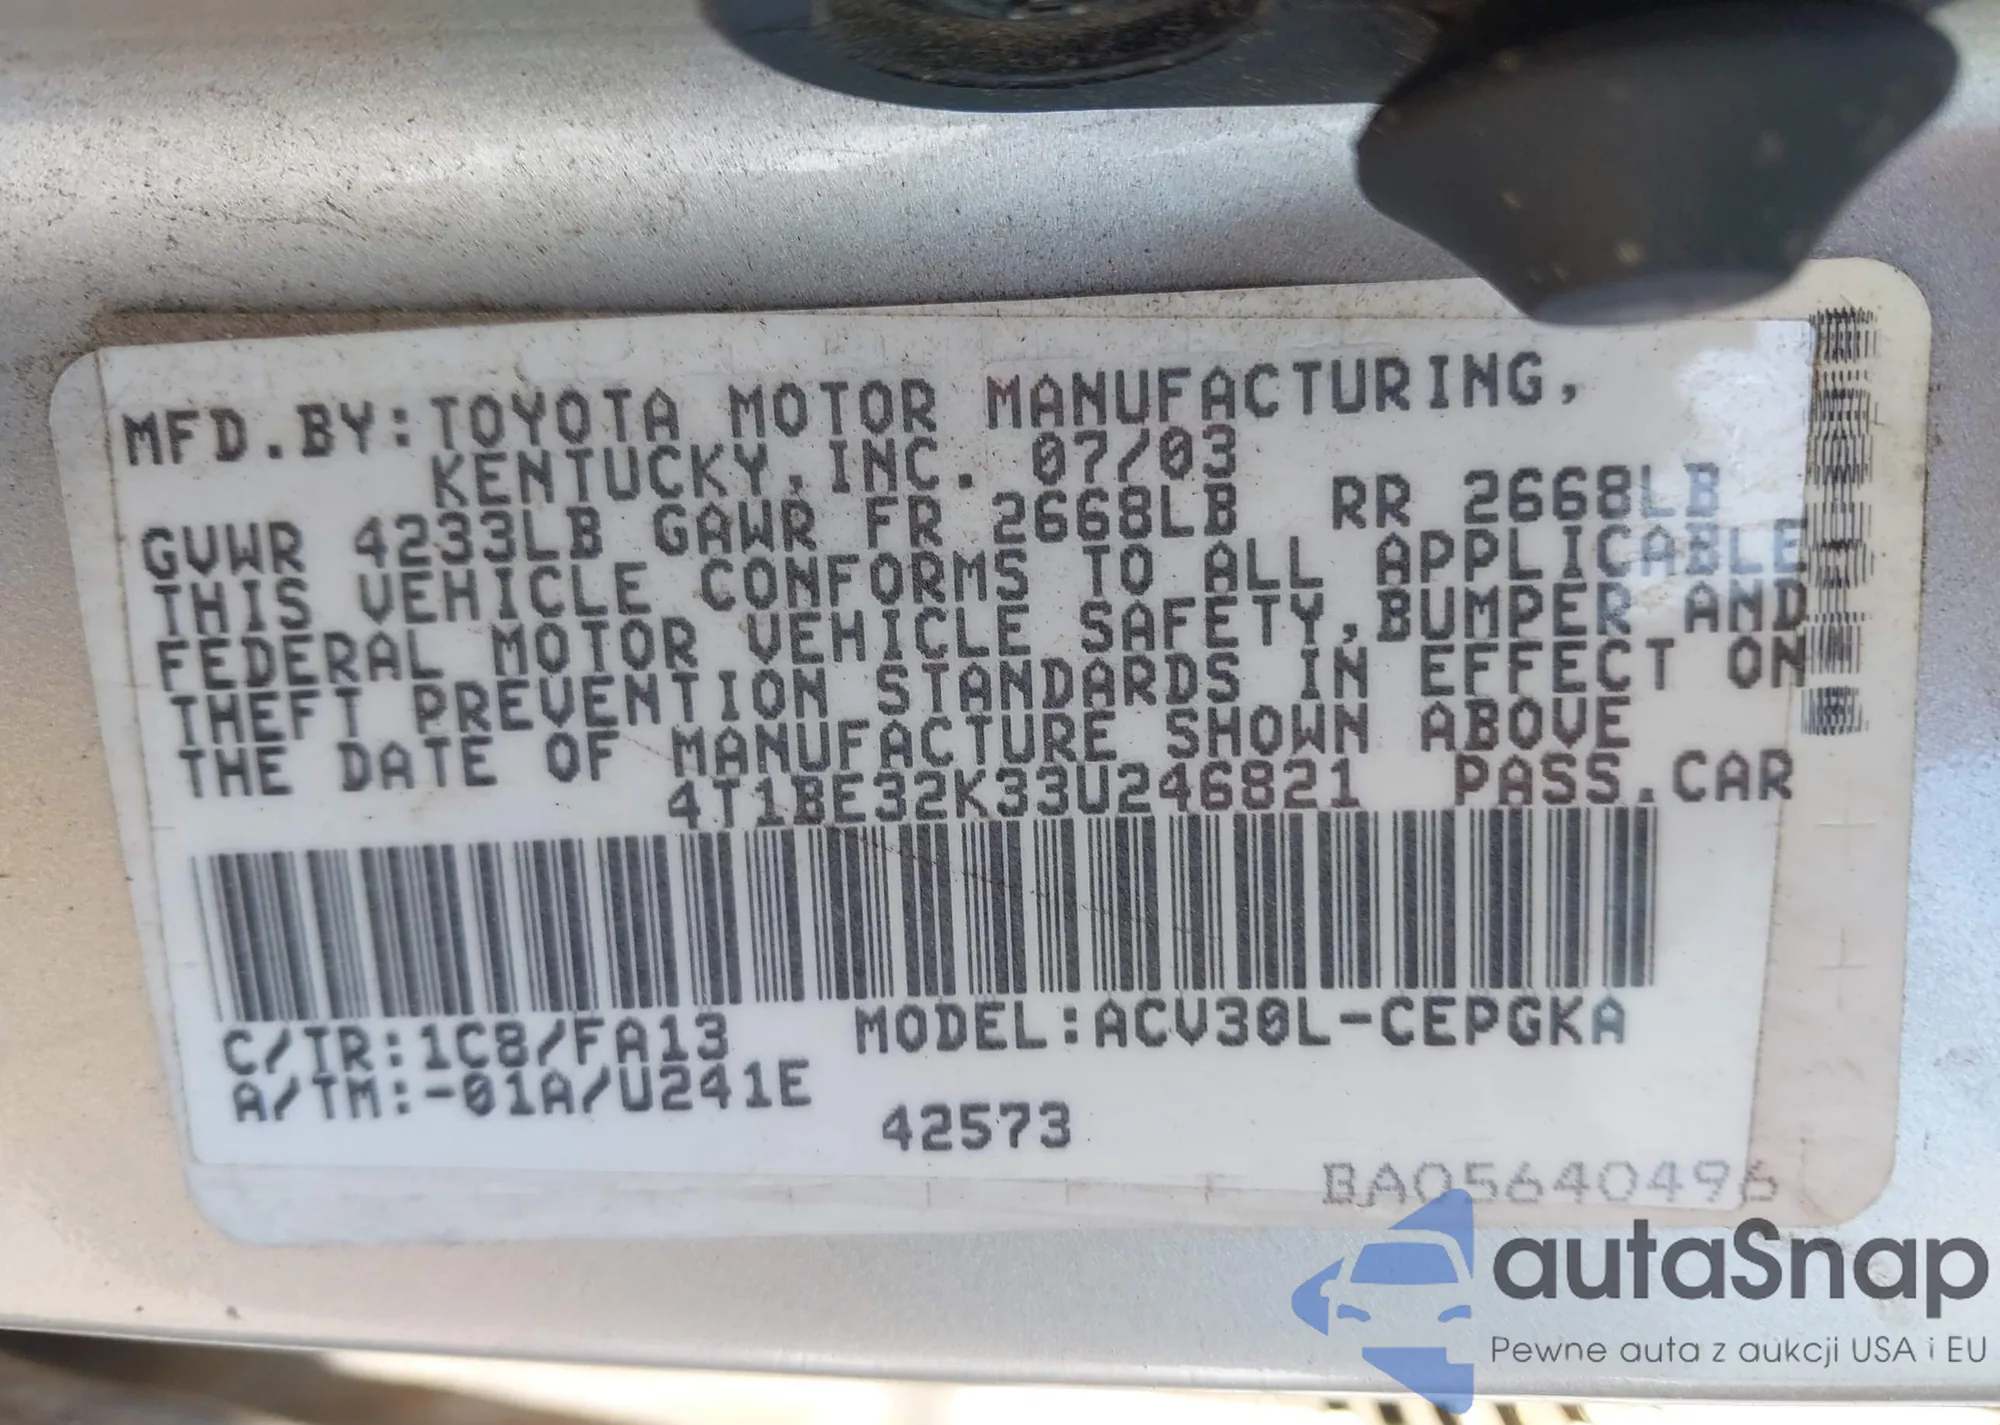 MFD.BY:TOYOTA MOTOR MANUFACTURING,
KENTUCKY,INC. 07/03
GVWR 4233LB GAWR FR 2668LB RR 2668LB
THIS VEHICLE CONFORMS TO ALL APPLICABLE
FEDERAL MOTOR VEHICLE SAFETY,BUMPER AND
THEFT PREVENTION STANDARDS IN EFFECT ON
THE DATE OF MANUFACTURE SHOWN ABOVE
4T1BE32K33U246821 PASS.CAR
C/TR:1C8/FA13 MODEL:ACV30L-CEPGKA
A/TM:-01A/U241E
42573
BA05640496
autaSnap
Pewne auta z aukcji USA i EU